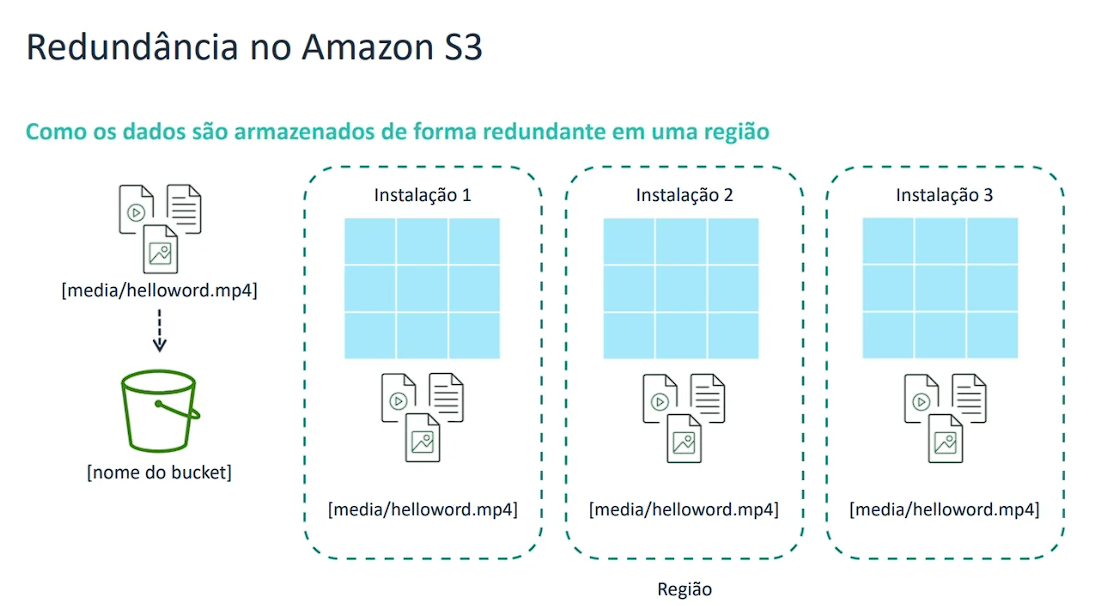 Redundância no Amazon S3
Como os dados são armazenados de forma redundante em uma região
[media/helloword.mp4]
[nome do bucket]
Instalação 1
[media/helloword.mp4]
Instalação 2
[media/helloword.mp4]
Instalação 3
[media/helloword.mp4]
Região